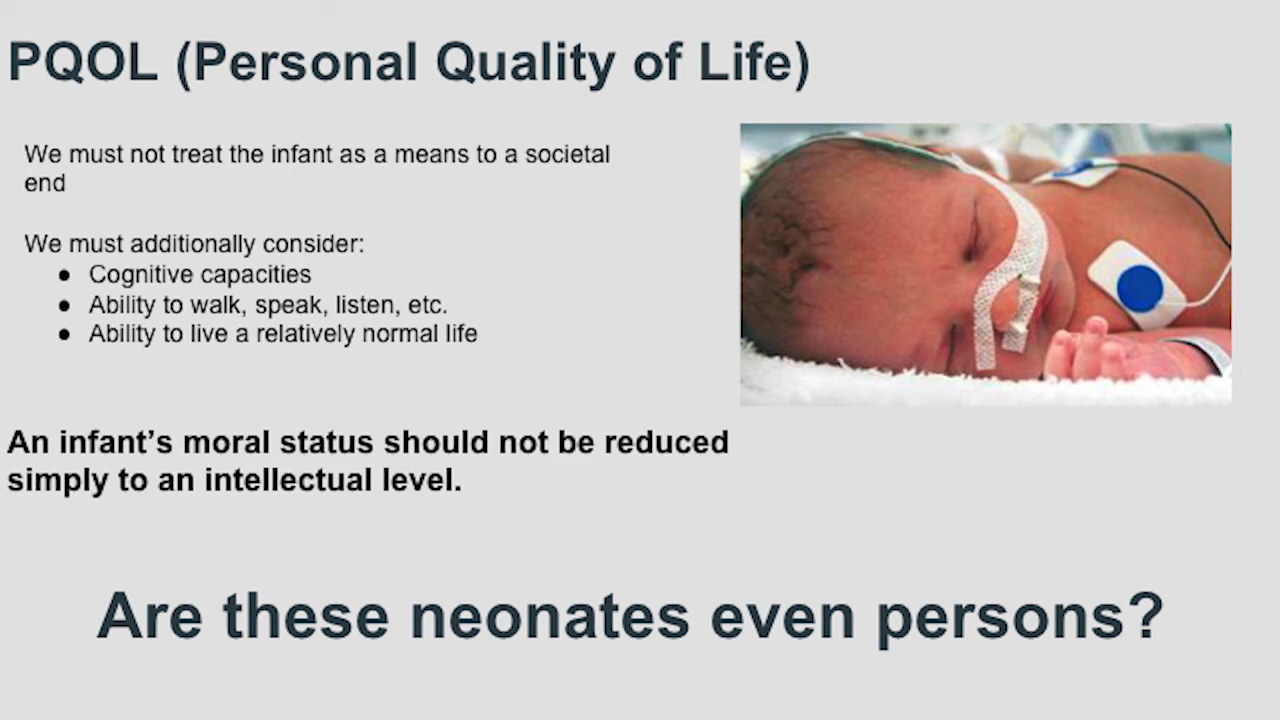 PQOL (Personal Quality of Life)
We must not treat the infant as a means to a societal
end
We must additionally consider:
● Cognitive capacities
● Ability to walk, speak, listen, etc.
● Ability to live a relatively normal life
An infant’s moral status should not be reduced
simply to an intellectual level.
Are these neonates even persons?